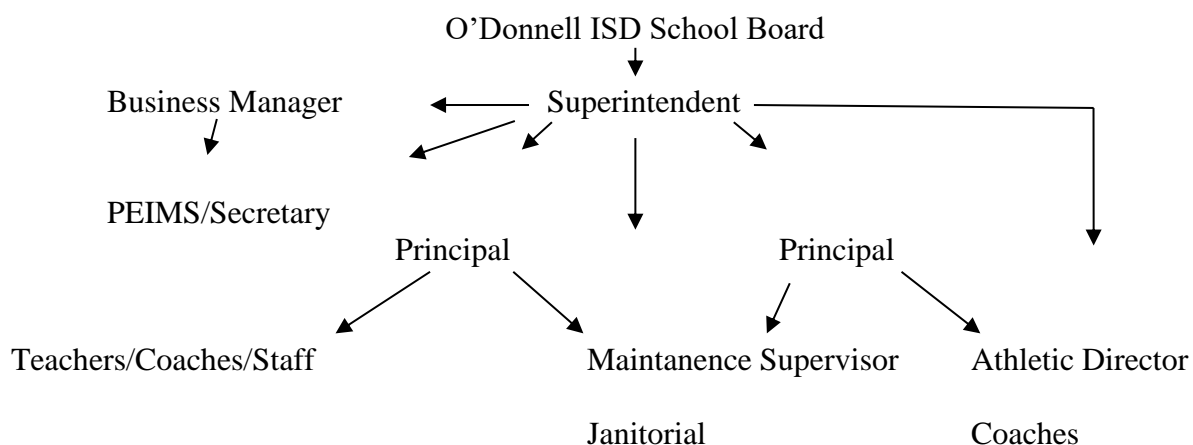 O’Donnell ISD School Board
Business Manager Superintendent
PEIMS/Secretary
Principal Principal
Teachers/Coaches/Staff Maintanence Supervisor Athletic Director
Janitorial Coaches